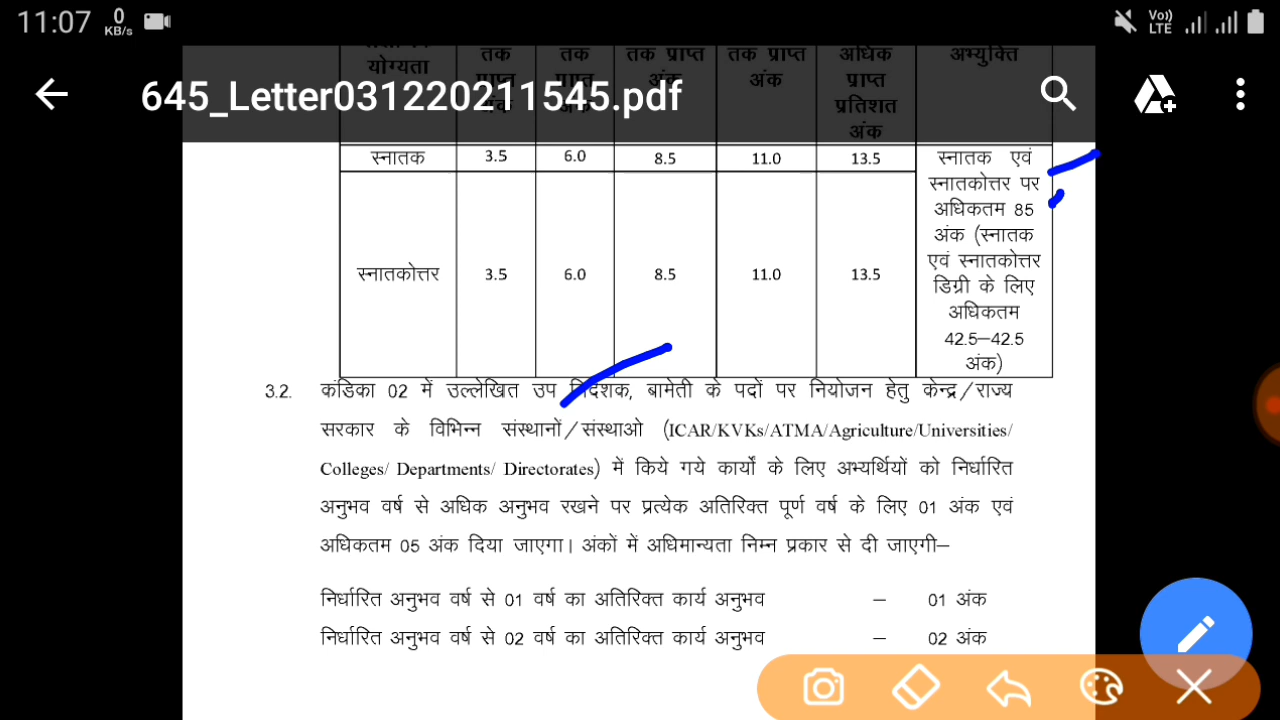 11:07 0 KB/s Vo)) LTE
तक तक तक प्राप्त तक प्राप्त अधिक अभ्युक्ति
योग्यता प्राप्त प्राप्त अंक अंक प्राप्त
645_Letter031220211545.pdf
अंक प्रतिशत
अंक
स्नातक 3.5 6.0 8.5 11.0 13.5 स्नातक एवं
स्नातकोत्तर पर
अधिकतम 85
अंक (स्नातक
एवं स्नातकोत्तर
स्नातकोत्तर 3.5 6.0 8.5 11.0 13.5 डिग्री के लिए
अधिकतम
42.5–42.5
अंक)
3.2. कंडिका 02 में उल्लेखित उप निदेशक, बामेती के पदों पर नियोजन हेतु केन्द्र/राज्य
सरकार के विभिन्न संस्थानों/संस्थाओ (ICAR/KVKs/ATMA/Agriculture/Universities/
Colleges/ Departments/ Directorates) में किये गये कार्यों के लिए अभ्यर्थियों को निर्धारित
अनुभव वर्ष से अधिक अनुभव रखने पर प्रत्येक अतिरिक्त पूर्ण वर्ष के लिए 01 अंक एवं
अधिकतम 05 अंक दिया जाएगा। अंकों में अधिमान्यता निम्न प्रकार से दी जाएगी–
निर्धारित अनुभव वर्ष से 01 वर्ष का अतिरिक्त कार्य अनुभव – 01 अंक
निर्धारित अनुभव वर्ष से 02 वर्ष का अतिरिक्त कार्य अनुभव – 02 अंक